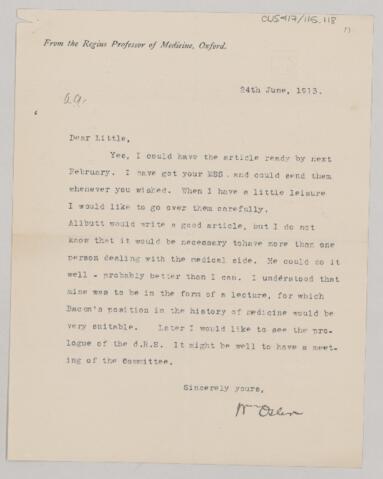 CUS417/115.118
From the Regius Professor of Medicine, Oxford.
24th June, 1913.
a.a.
Dear Little,
Yes, I could have the article ready by next
February. I have got your MSS. and could send them
whenever you wished. When I have a little leisure
I would like to go over them carefully.
Allbutt would write a good article, but I do not
know that it would be necessary tohave more than one
person dealing with the medical side. He could do it
well - probably better than I can. I understood that
mine was to be in the form of a lecture, for which
Bacon's position in the history of medicine would be
very suitable. Later I would like to see the pro-
logue of the d.R.S. It might be well to have a meet-
ing of the Committee.
Sincerely yours,
Wm Osler